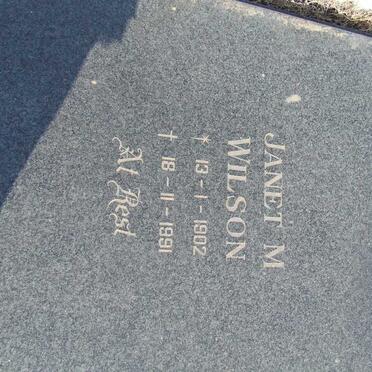 JANET M
WILSON
* 13 - 1 - 1902
† 18 - 11 - 1991
At Rest